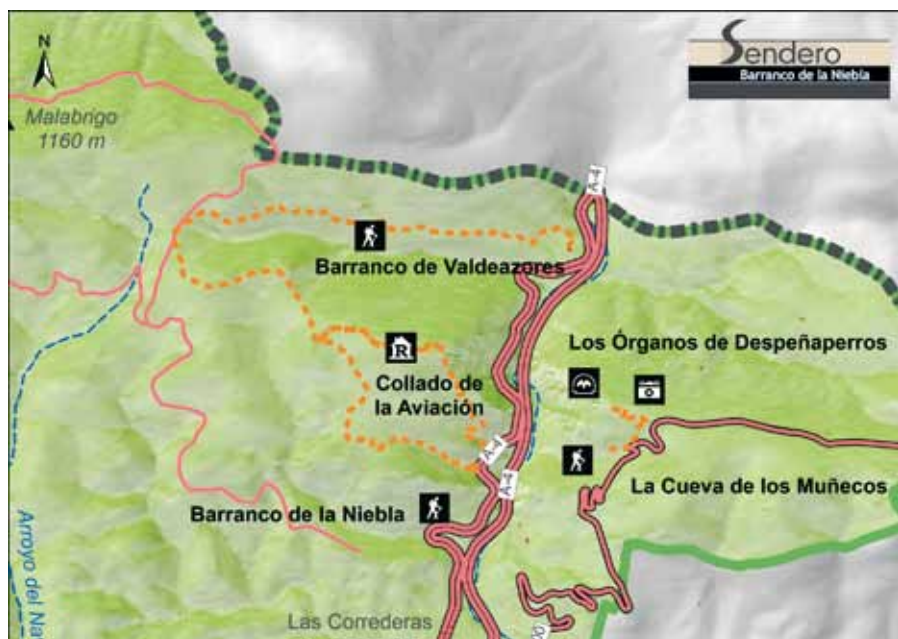 N
Sendero
Barranco de la Niebla
Malabrigo
1160 m
A-4
Barranco de Valdeazores
Los Órganos de Despeñaperros
R
Collado de
la Aviación
A-4
A-4
La Cueva de los Muñecos
Barranco de la Niebla
Arroyo del Na
Las Correderas